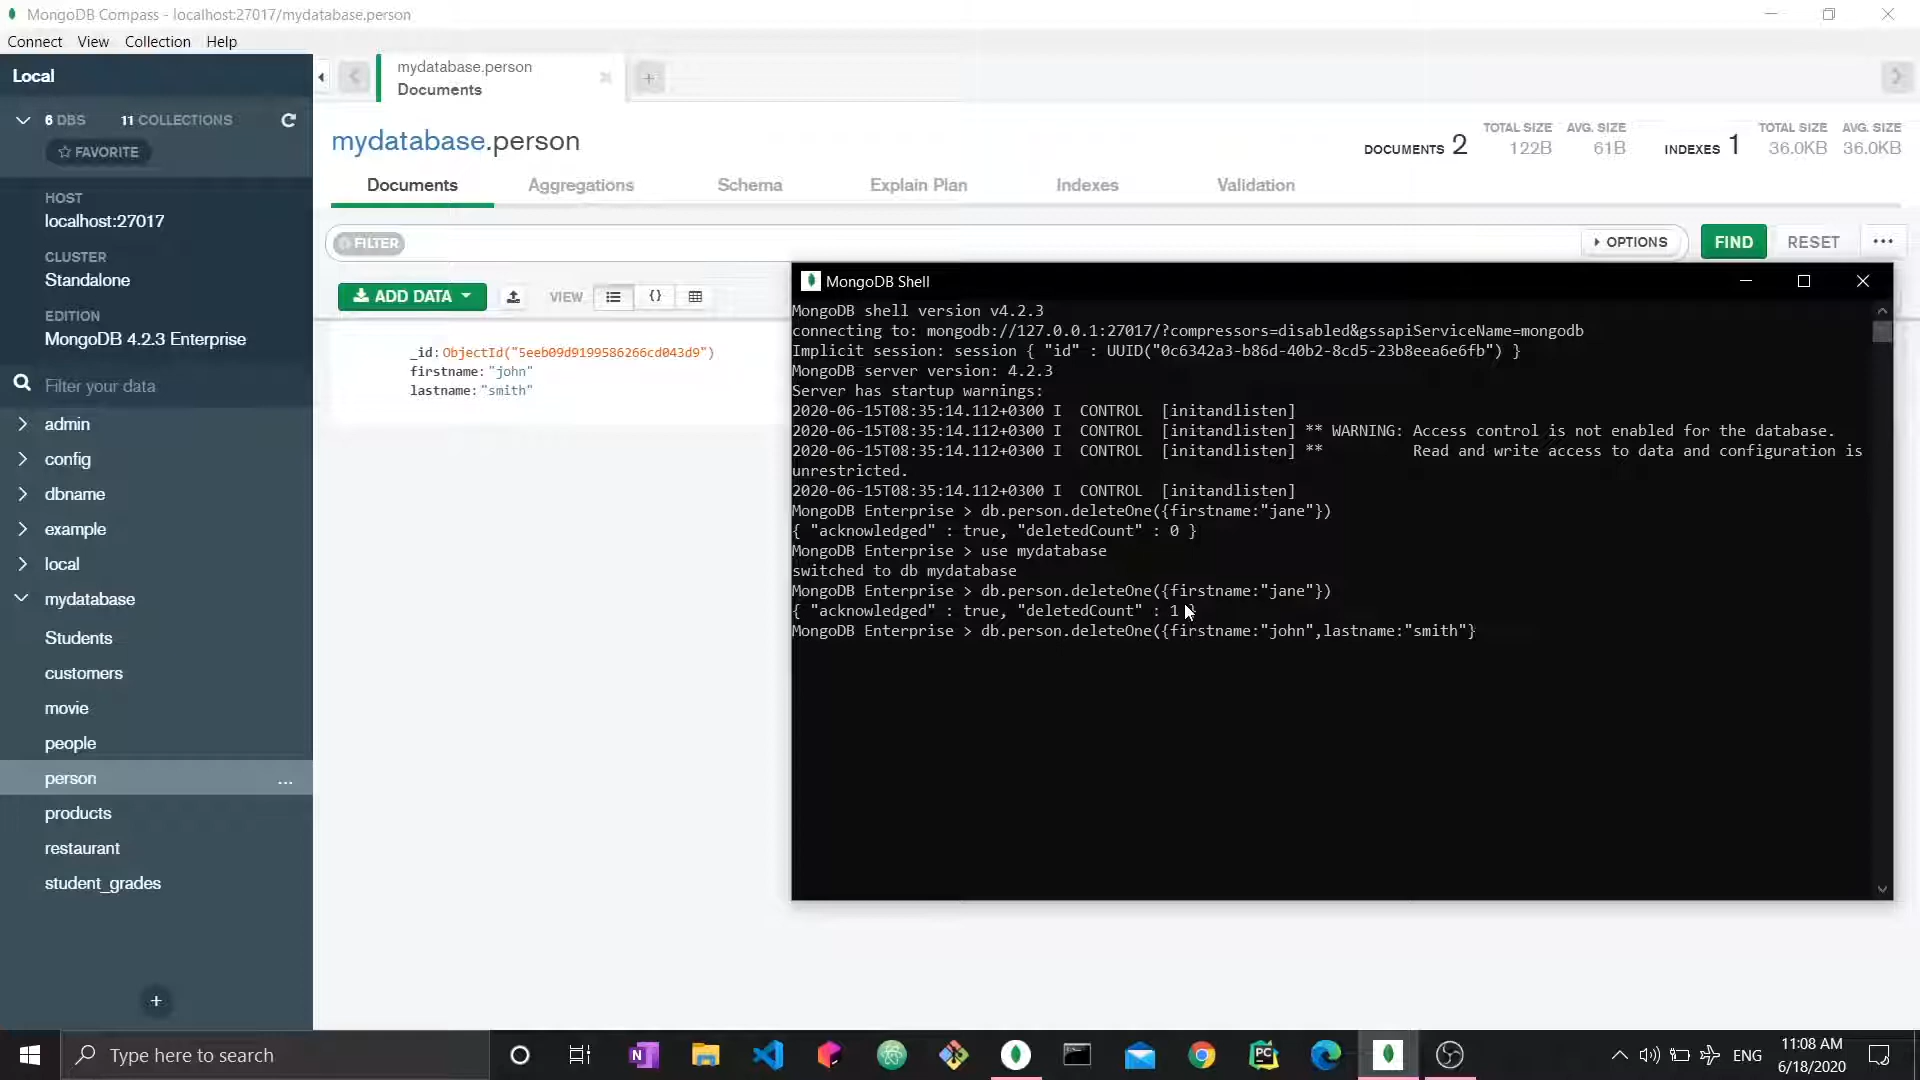 MongoDB Compass - localhost:27017/mydatabase.person
Connect View Collection Help
Local
6 DBS 11 COLLECTIONS
FAVORITE
HOST
localhost:27017
CLUSTER
Standalone
EDITION
MongoDB 4.2.3 Enterprise
Filter your data
admin
config
dbname
example
local
mydatabase
Students
customers
movie
people
person ...
products
restaurant
student_grades
+
mydatabase.person
Documents
mydatabase.person
DOCUMENTS 2 TOTAL SIZE 122B AVG. SIZE 61B INDEXES 1 TOTAL SIZE 36.0KB AVG. SIZE 36.0KB
Documents Aggregations Schema Explain Plan Indexes Validation
FILTER OPTIONS FIND RESET ...
ADD DATA VIEW {}
_id:ObjectId("5eeb09d9199586266cd043d9")
firstname:"john"
lastname:"smith"
MongoDB Shell
MongoDB shell version v4.2.3
connecting to: mongodb://127.0.0.1:27017/?compressors=disabled&gssapiServiceName=mongodb
Implicit session: session { "id" : UUID("0c6342a3-b86d-40b2-8cd5-23b8eea6e6fb") }
MongoDB server version: 4.2.3
Server has startup warnings:
2020-06-15T08:35:14.112+0300 I  CONTROL  [initandlisten]
2020-06-15T08:35:14.112+0300 I  CONTROL  [initandlisten] ** WARNING: Access control is not enabled for the database.
2020-06-15T08:35:14.112+0300 I  CONTROL  [initandlisten] **          Read and write access to data and configuration is
unrestricted.
2020-06-15T08:35:14.112+0300 I  CONTROL  [initandlisten]
MongoDB Enterprise > db.person.deleteOne({firstname:"jane"})
{ "acknowledged" : true, "deletedCount" : 0 }
MongoDB Enterprise > use mydatabase
switched to db mydatabase
MongoDB Enterprise > db.person.deleteOne({firstname:"jane"})
{ "acknowledged" : true, "deletedCount" : 1 }
MongoDB Enterprise > db.person.deleteOne({firstname:"john",lastname:"smith"}
Type here to search
ENG
11:08 AM
6/18/2020